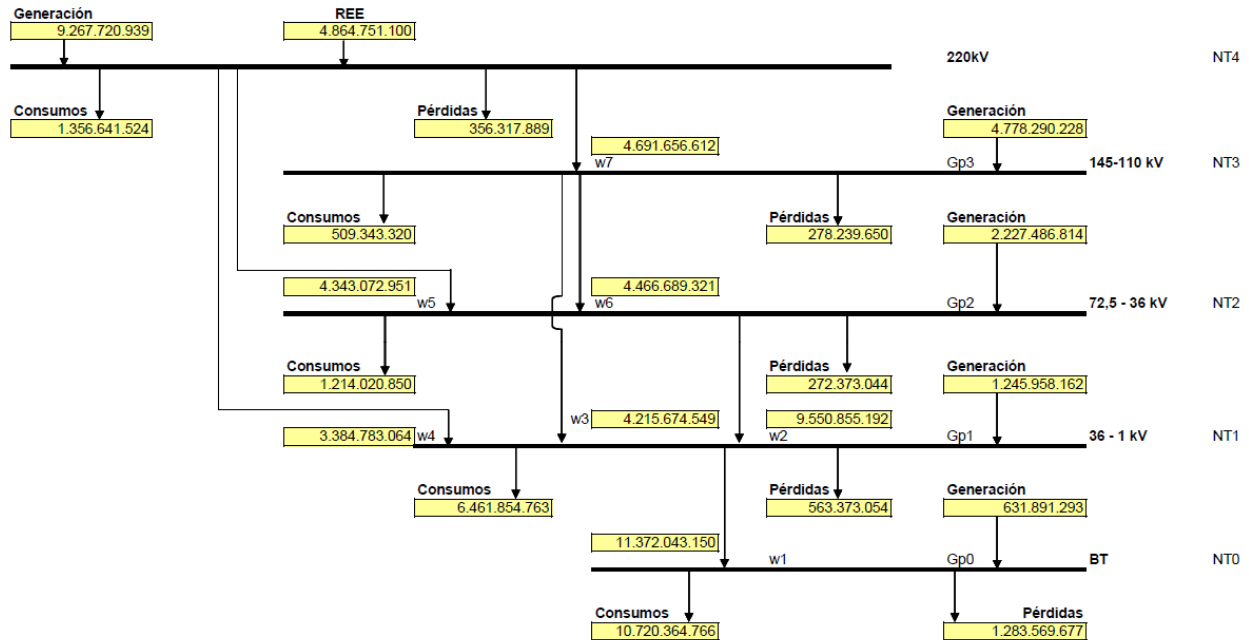 Generación REE
9.267.720.939 4.864.751.100
220kV NT4
Consumos Pérdidas Generación
1.356.641.524 356.317.889 4.778.290.228
4.691.656.612
w7 Gp3 145-110 kV NT3
Consumos Pérdidas Generación
509.343.320 278.239.650 2.227.486.814
4.343.072.951 4.466.689.321
w5 w6 Gp2 72,5 - 36 kV NT2
Consumos Pérdidas Generación
1.214.020.850 272.373.044 1.245.958.162
w3 4.215.674.549 9.550.855.192
3.384.783.064 w4 w2 Gp1 36 - 1 kV NT1
Consumos Pérdidas Generación
6.461.854.763 563.373.054 631.891.293
11.372.043.150
w1 Gp0 BT NT0
Consumos Pérdidas
10.720.364.766 1.283.569.677